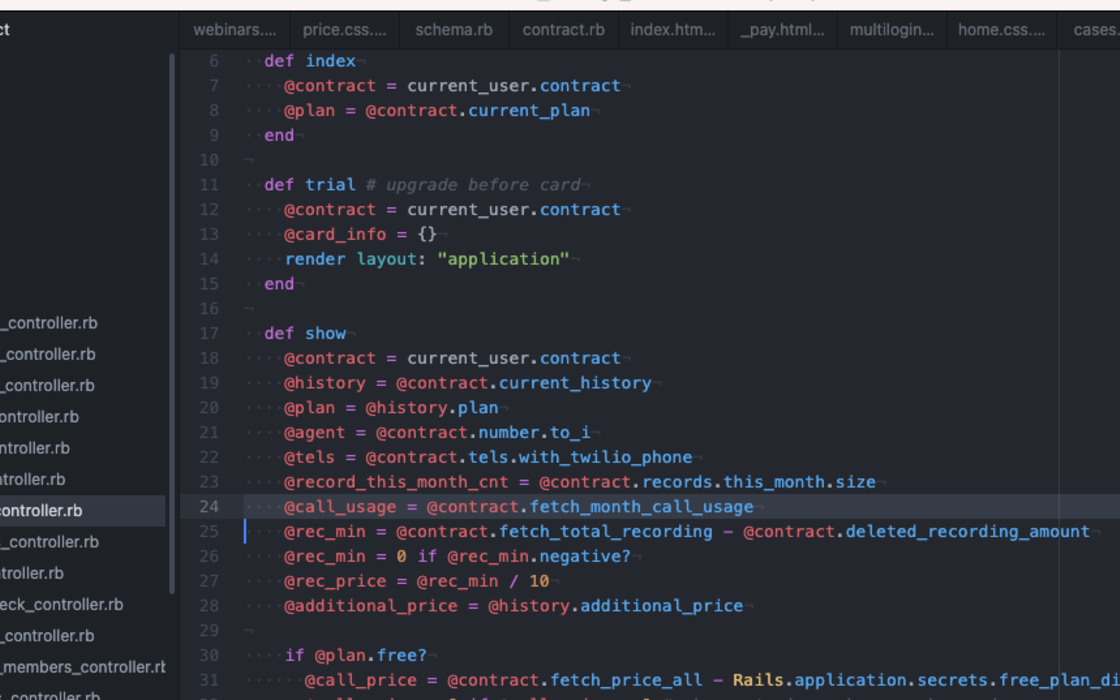 ct
webinars.... price.css.... schema.rb contract.rb index.htm... _pay.html... multilogin... home.css.... cases.
6 def index
7 @contract = current_user.contract
8 @plan = @contract.current_plan
9 end
10
11 def trial # upgrade before card
12 @contract = current_user.contract
13 @card_info = {}
14 render layout: "application"
15 end
16
17 def show
18 @contract = current_user.contract
19 @history = @contract.current_history
20 @plan = @history.plan
21 @agent = @contract.number.to_i
22 @tels = @contract.tels.with_twilio_phone
23 @record_this_month_cnt = @contract.records.this_month.size
24 @call_usage = @contract.fetch_month_call_usage
25 @rec_min = @contract.fetch_total_recording - @contract.deleted_recording_amount
26 @rec_min = 0 if @rec_min.negative?
27 @rec_price = @rec_min / 10
28 @additional_price = @history.additional_price
29
30 if @plan.free?
31 @call_price = @contract.fetch_price_all - Rails.application.secrets.free_plan_di
_controller.rb
_controller.rb
_controller.rb
ontroller.rb
ntroller.rb
ntroller.rb
controller.rb
s_controller.rb
ntroller.rb
eck_controller.rb
_controller.rb
_members_controller.rb
s_controller.rb